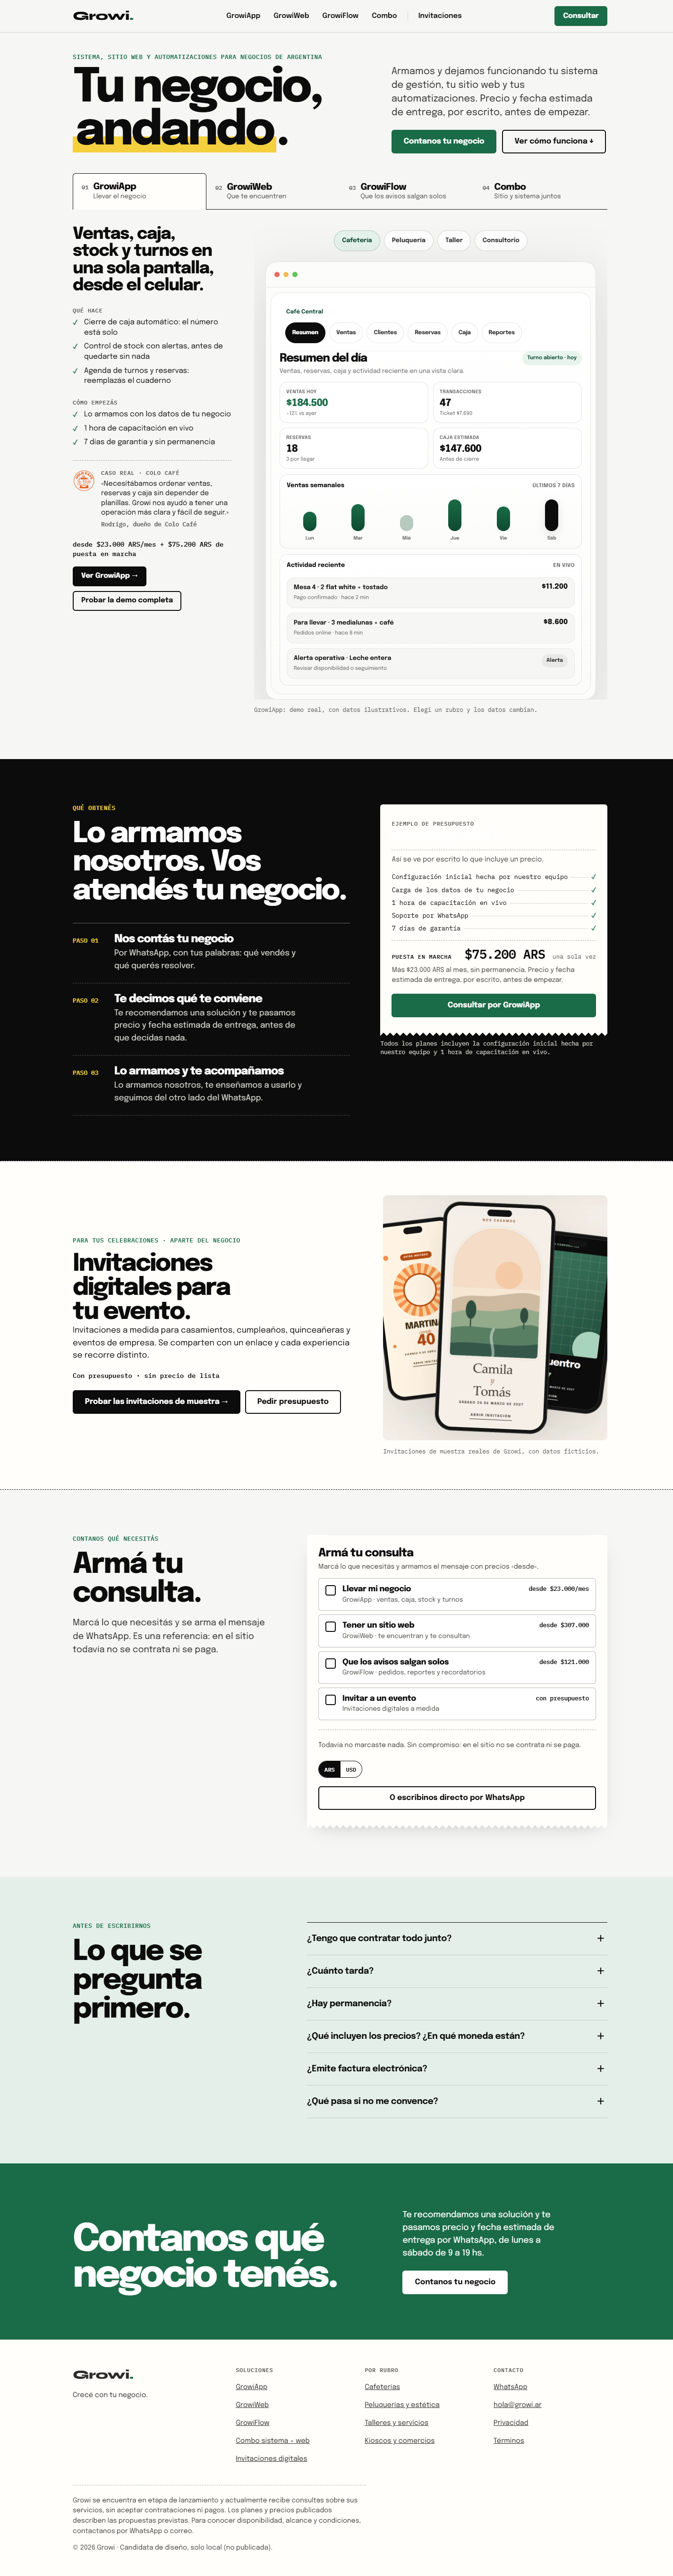 Growi.
GrowiApp
GrowiWeb
GrowiFlow
Combo
Invitaciones
Consultar
SISTEMA, SITIO WEB Y AUTOMATIZACIONES PARA NEGOCIOS DE ARGENTINA
Tu negocio,
andando.
Armamos y dejamos funcionando tu sistema
de gestión, tu sitio web y tus
automatizaciones. Precio y fecha estimada
de entrega, por escrito, antes de empezar.
Contanos tu negocio
Ver cómo funciona ↓
01 GrowiApp
Llevar el negocio
02 GrowiWeb
Que te encuentren
03 GrowiFlow
Que los avisos salgan solos
04 Combo
Sitio y sistema juntos
Ventas, caja,
stock y turnos en
una sola pantalla,
desde el celular.
QUÉ HACE
✓ Cierre de caja automático: el número
está solo
✓ Control de stock con alertas, antes de
quedarte sin nada
✓ Agenda de turnos y reservas:
reemplazás el cuaderno
CÓMO EMPEZÁS
✓ Lo armamos con los datos de tu negocio
✓ 1 hora de capacitación en vivo
✓ 7 días de garantía y sin permanencia
CASO REAL · COLO CAFÉ
«Necesitábamos ordenar ventas,
reservas y caja sin depender de
planillas. Growi nos ayudó a tener una
operación más clara y fácil de seguir.»
Rodrigo, dueño de Colo Café
desde $23.000 ARS/mes + $75.200 ARS de
puesta en marcha
Ver GrowiApp →
Probar la demo completa
Cafetería
Peluquería
Taller
Consultorio
Café Central
Resumen
Ventas
Clientes
Reservas
Caja
Reportes
Resumen del día
Turno abierto · hoy
Ventas, reservas, caja y actividad reciente en una vista clara.
VENTAS HOY
$184.500
+12% vs ayer
TRANSACCIONES
47
Ticket $7.690
RESERVAS
18
3 por llegar
CAJA ESTIMADA
$147.600
Antes de cierre
Ventas semanales
ÚLTIMOS 7 DÍAS
Lun
Mar
Mié
Jue
Vie
Sáb
Actividad reciente
EN VIVO
Mesa 4 · 2 flat white + tostado
$11.200
Pago confirmado · hace 2 min
Para llevar · 3 medialunas + café
$8.600
Pedidos online · hace 8 min
Alerta operativa · Leche entera
Alerta
Revisar disponibilidad o seguimiento
GrowiApp: demo real, con datos ilustrativos. Elegí un rubro y los datos cambian.
QUÉ OBTENÉS
Lo armamos
nosotros. Vos
atendés tu negocio.
PASO 01
Nos contás tu negocio
Por WhatsApp, con tus palabras: qué vendés y
qué querés resolver.
PASO 02
Te decimos qué te conviene
Te recomendamos una solución y te pasamos
precio y fecha estimada de entrega, antes de
que decidas nada.
PASO 03
Lo armamos y te acompañamos
Lo armamos nosotros, te enseñamos a usarlo y
seguimos del otro lado del WhatsApp.
EJEMPLO DE PRESUPUESTO
Así se ve por escrito lo que incluye un precio.
Configuración inicial hecha por nuestro equipo ✓
Carga de los datos de tu negocio ✓
1 hora de capacitación en vivo ✓
Soporte por WhatsApp ✓
7 días de garantía ✓
PUESTA EN MARCHA $75.200 ARS una sola vez
Más $23.000 ARS al mes, sin permanencia. Precio y fecha
estimada de entrega, por escrito, antes de empezar.
Consultar por GrowiApp
Todos los planes incluyen la configuración inicial hecha por
nuestro equipo y 1 hora de capacitación en vivo.
PARA TUS CELEBRACIONES · APARTE DEL NEGOCIO
Invitaciones
digitales para
tu evento.
Invitaciones a medida para casamientos, cumpleaños, quinceañeras y
eventos de empresa. Se comparten con un enlace y cada experiencia
se recorre distinto.
Con presupuesto · sin precio de lista
Probar las invitaciones de muestra →
Pedir presupuesto
MARTINA
40
NOS CASAMOS
Camila
y
Tomás
SÁBADO 20 DE MARZO DE 2027
ABRIR INVITACIÓN
Invitaciones de muestra reales de Growi, con datos ficticios.
CONTANOS QUÉ NECESITÁS
Armá tu
consulta.
Marcá lo que necesitás y se arma el mensaje
de WhatsApp. Es una referencia: en el sitio
todavía no se contrata ni se paga.
Armá tu consulta
Marcá lo que necesitás y armamos el mensaje con precios «desde».
Llevar mi negocio
desde $23.000/mes
GrowiApp · ventas, caja, stock y turnos
Tener un sitio web
desde $307.000
GrowiWeb · te encuentran y te consultan
Que los avisos salgan solos
desde $121.000
GrowiFlow · pedidos, reportes y recordatorios
Invitar a un evento
con presupuesto
Invitaciones digitales a medida
Todavía no marcaste nada. Sin compromiso: en el sitio no se contrata ni se paga.
ARS
USD
O escribinos directo por WhatsApp
ANTES DE ESCRIBIRNOS
Lo que se
pregunta
primero.
¿Tengo que contratar todo junto? +
¿Cuánto tarda? +
¿Hay permanencia? +
¿Qué incluyen los precios? ¿En qué moneda están? +
¿Emite factura electrónica? +
¿Qué pasa si no me convence? +
Contanos qué
negocio tenés.
Te recomendamos una solución y te
pasamos precio y fecha estimada de
entrega por WhatsApp, de lunes a
sábado de 9 a 19 hs.
Contanos tu negocio
Growi.
Crecé con tu negocio.
SOLUCIONES
GrowiApp
GrowiWeb
GrowiFlow
Combo sistema + web
Invitaciones digitales
POR RUBRO
Cafeterías
Peluquerías y estética
Talleres y servicios
Kioscos y comercios
CONTACTO
WhatsApp
hola@growi.ar
Privacidad
Términos
Growi se encuentra en etapa de lanzamiento y actualmente recibe consultas sobre sus
servicios, sin aceptar contrataciones ni pagos. Los planes y precios publicados
describen las propuestas previstas. Para conocer disponibilidad, alcance y condiciones,
contactanos por WhatsApp o correo.
© 2026 Growi · Candidata de diseño, solo local (no publicada).